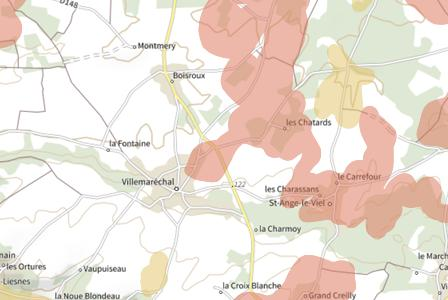 D148
Montmery
Boisroux
les Chatards
la Fontaine
Villemaréchal
122
les Charassans
le Carrefour
St-Ange-le-Viel
la Charmoy
les Ortures
Vaupuiseau
Liesnes
la Croix Blanche
le March
la Noue Blondeau
Grand Creilly